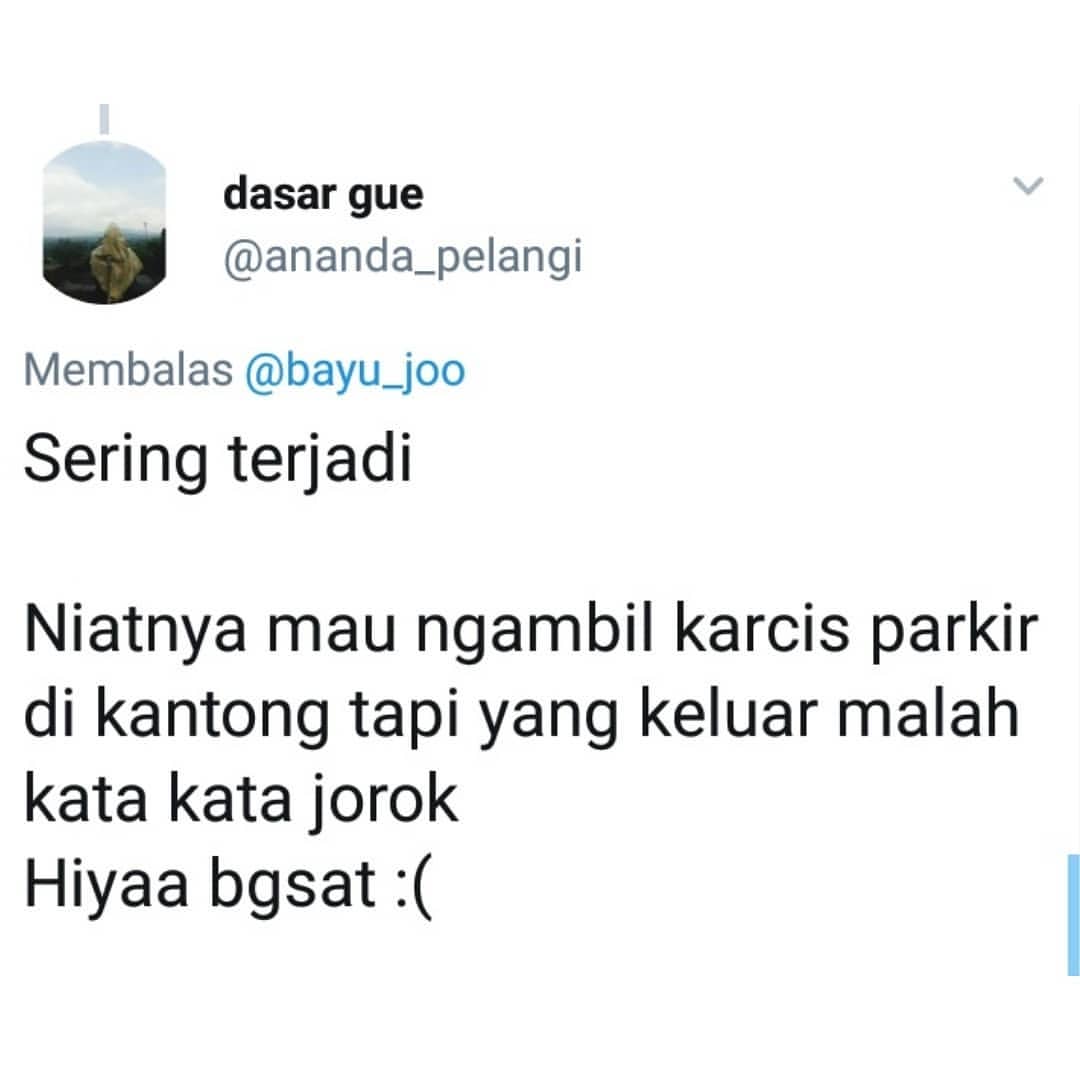 dasar gue
@ananda_pelangi
Membalas @bayu_joo
Sering terjadi
Niatnya mau ngambil karcis parkir
di kantong tapi yang keluar malah
kata kata jorok
Hiyaa bgsat :(